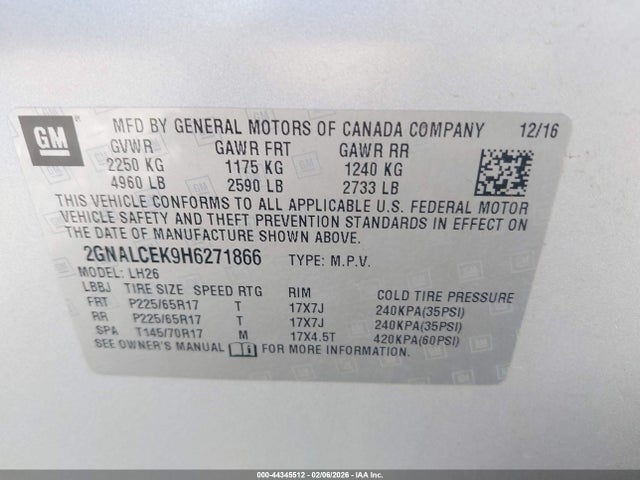 GM
MFD BY GENERAL MOTORS OF CANADA COMPANY 12/16
GVWR GAWR FRT GAWR RR
2250 KG 1175 KG 1240 KG
4960 LB 2590 LB 2733 LB
THIS VEHICLE CONFORMS TO ALL APPLICABLE U.S. FEDERAL MOTOR
VEHICLE SAFETY AND THEFT PREVENTION STANDARDS IN EFFECT ON
THE DATE OF MANUFACTURE SHOWN ABOVE.
2GNALCEK9H6271866 TYPE: M.P.V.
MODEL: LH26
LBBJ TIRE SIZE SPEED RTG RIM COLD TIRE PRESSURE
FRT P225/65R17 T 17X7J 240KPA(35PSI)
RR P225/65R17 T 17X7J 240KPA(35PSI)
SPA T145/70R17 M 17X4.5T 420KPA(60PSI)
SEE OWNER'S MANUAL FOR MORE INFORMATION
000-44345512 - 02/06/2026 - IAA Inc.